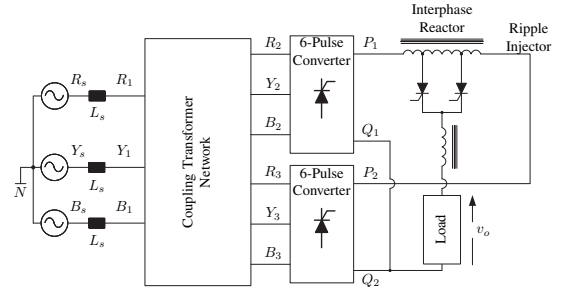 Interphase
Reactor
Ripple
Injector
R₂
6-Pulse
Converter
P₁
Rₛ
R₁
Lₛ
Y₂
B₂
Q₁
Coupling Transformer
Network
Yₛ
Y₁
Lₛ
N
R₃
6-Pulse
Converter
P₂
Bₛ
B₁
Lₛ
Y₃
B₃
Q₂
Load
vₒ